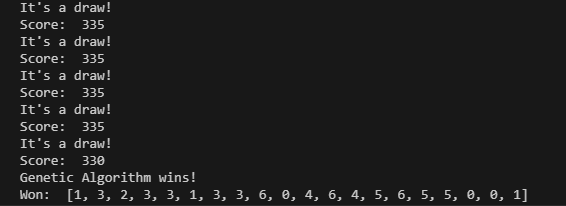 It's a draw!
Score:  335
It's a draw!
Score:  335
It's a draw!
Score:  335
It's a draw!
Score:  335
It's a draw!
Score:  330
Genetic Algorithm wins!
Won:  [1, 3, 2, 3, 3, 1, 3, 3, 6, 0, 4, 6, 4, 5, 6, 5, 5, 0, 0, 1]